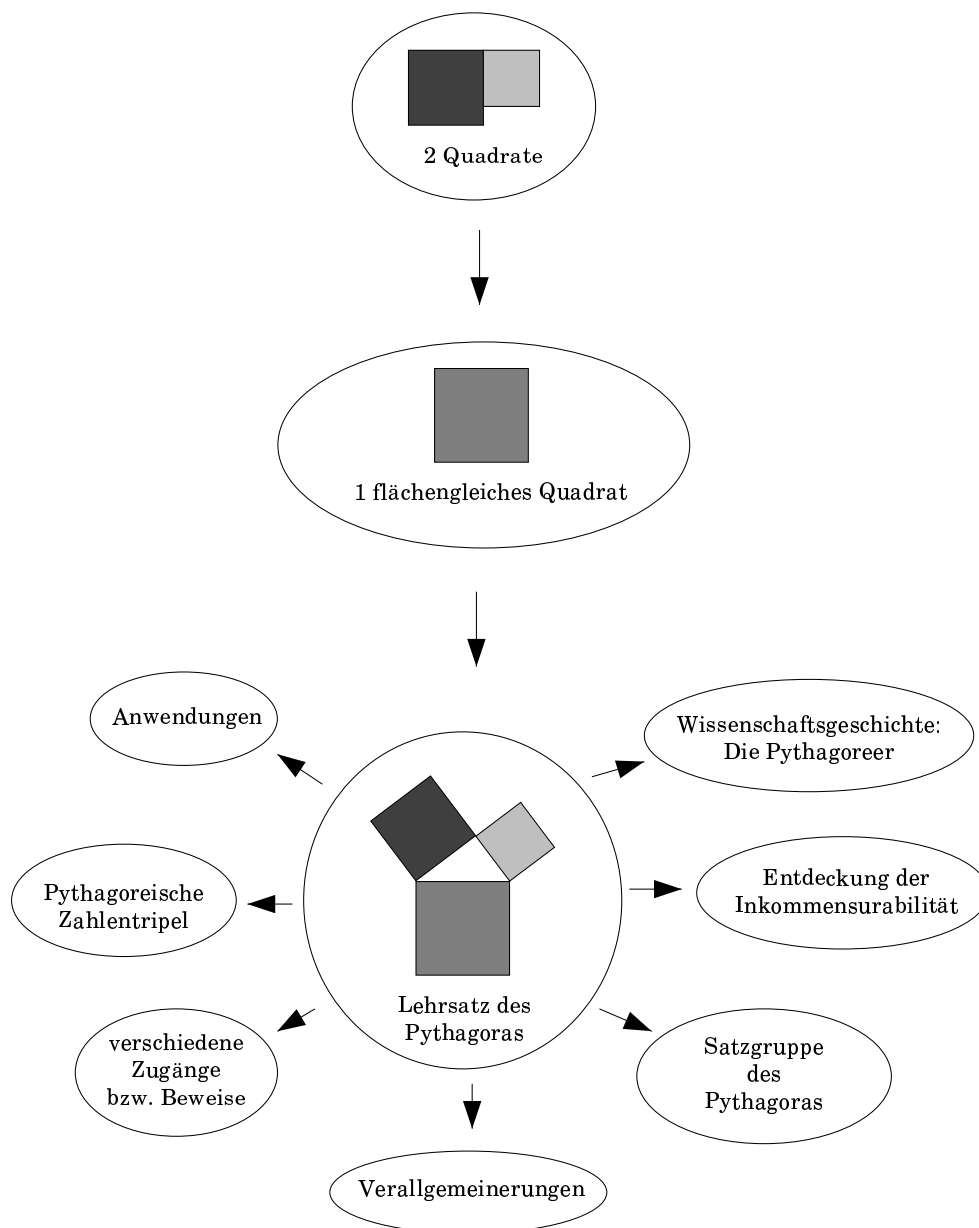 2 Quadrate
1 flächengleiches Quadrat
Anwendungen
Wissenschaftsgeschichte:
Die Pythagoreer
Pythagoreische
Zahlentripel
Entdeckung der
Inkommensurabilität
Lehrsatz des
Pythagoras
verschiedene
Zugänge
bzw. Beweise
Satzgruppe
des
Pythagoras
Verallgemeinerungen